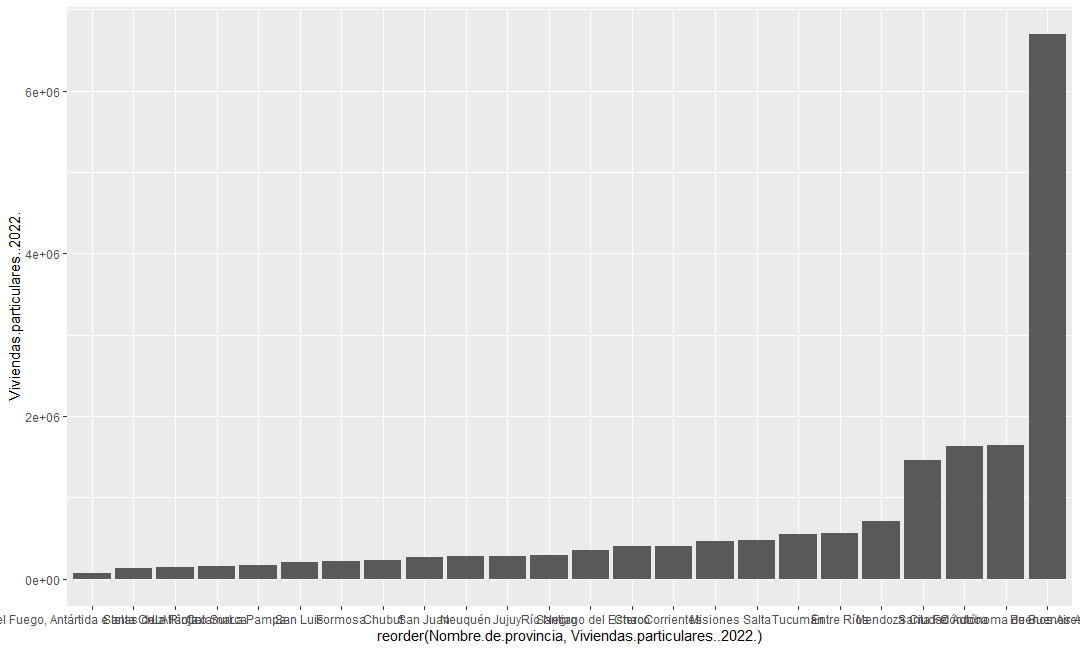 6e+06
4e+06
2e+06
0e+00
Viviendas.particulares..2022.
el Fuego, Antártida e Islas del Atlántico Sur
Santa Cruz
La Rioja
Catamarca
La Pampa
San Luis
Formosa
Chubut
San Juan
Neuquén
Jujuy
Río Negro
Santiago del Estero
Chaco
Corrientes
Misiones
Salta
Tucumán
Entre Ríos
Mendoza
Santa Fe
Córdoba
Ciudad Autónoma de Buenos Aires
Buenos Aires
reorder(Nombre.de.provincia, Viviendas.particulares..2022.)